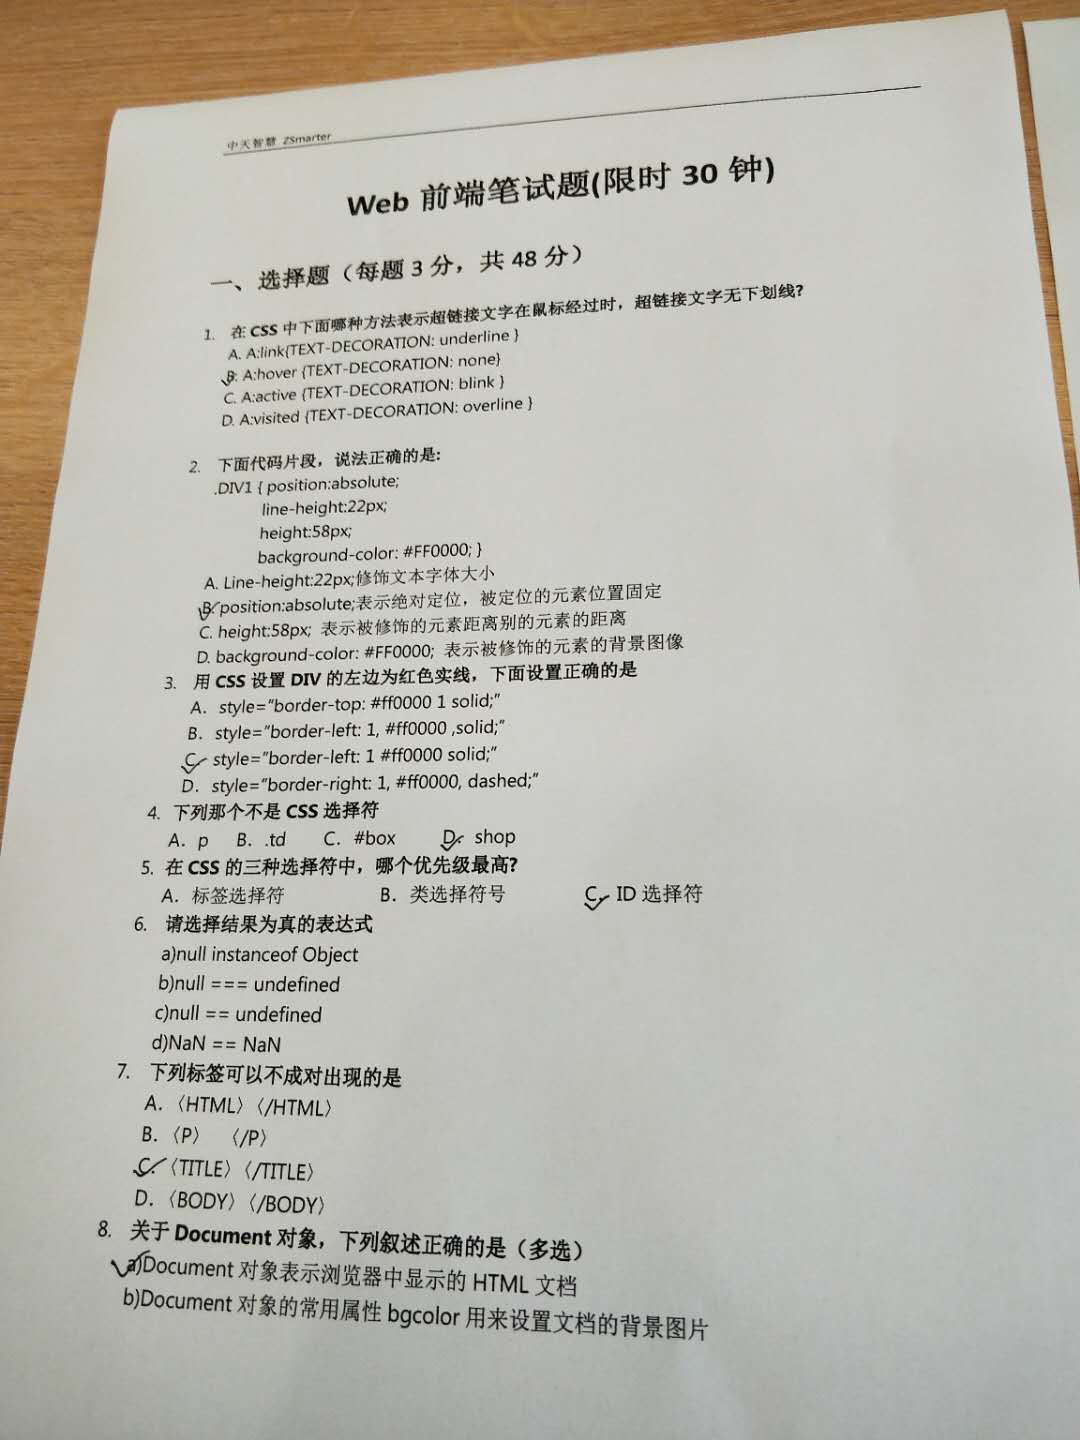 中天智慧 ZSmarter
Web 前端笔试题(限时 30 钟)
一、选择题（每题 3 分，共 48 分）
1. 在 CSS 中下面哪种方法表示超链接文字在鼠标经过时，超链接文字无下划线?
A. A:link{TEXT-DECORATION: underline }
B. A:hover {TEXT-DECORATION: none}
C. A:active {TEXT-DECORATION: blink }
D. A:visited {TEXT-DECORATION: overline }
2. 下面代码片段，说法正确的是:
.DIV1 { position:absolute;
line-height:22px;
height:58px;
background-color: #FF0000; }
A. Line-height:22px;修饰文本字体大小
B. position:absolute;表示绝对定位，被定位的元素位置固定
C. height:58px; 表示被修饰的元素距离别的元素的距离
D. background-color: #FF0000; 表示被修饰的元素的背景图像
3. 用 CSS 设置 DIV 的左边为红色实线，下面设置正确的是
A. style="border-top: #ff0000 1 solid;"
B. style="border-left: 1, #ff0000 ,solid;"
C. style="border-left: 1 #ff0000 solid;"
D. style="border-right: 1, #ff0000, dashed;"
4. 下列那个不是 CSS 选择符
A. p B. .td C. #box D. shop
5. 在 CSS 的三种选择符中，哪个优先级最高?
A. 标签选择符 B. 类选择符号 C. ID 选择符
6. 请选择结果为真的表达式
a)null instanceof Object
b)null === undefined
c)null == undefined
d)NaN == NaN
7. 下列标签可以不成对出现的是
A.〈HTML〉〈/HTML〉
B.〈P〉 〈/P〉
C.〈TITLE〉〈/TITLE〉
D.〈BODY〉〈/BODY〉
8. 关于 Document 对象，下列叙述正确的是（多选）
a)Document 对象表示浏览器中显示的 HTML 文档
b)Document 对象的常用属性 bgcolor 用来设置文档的背景图片